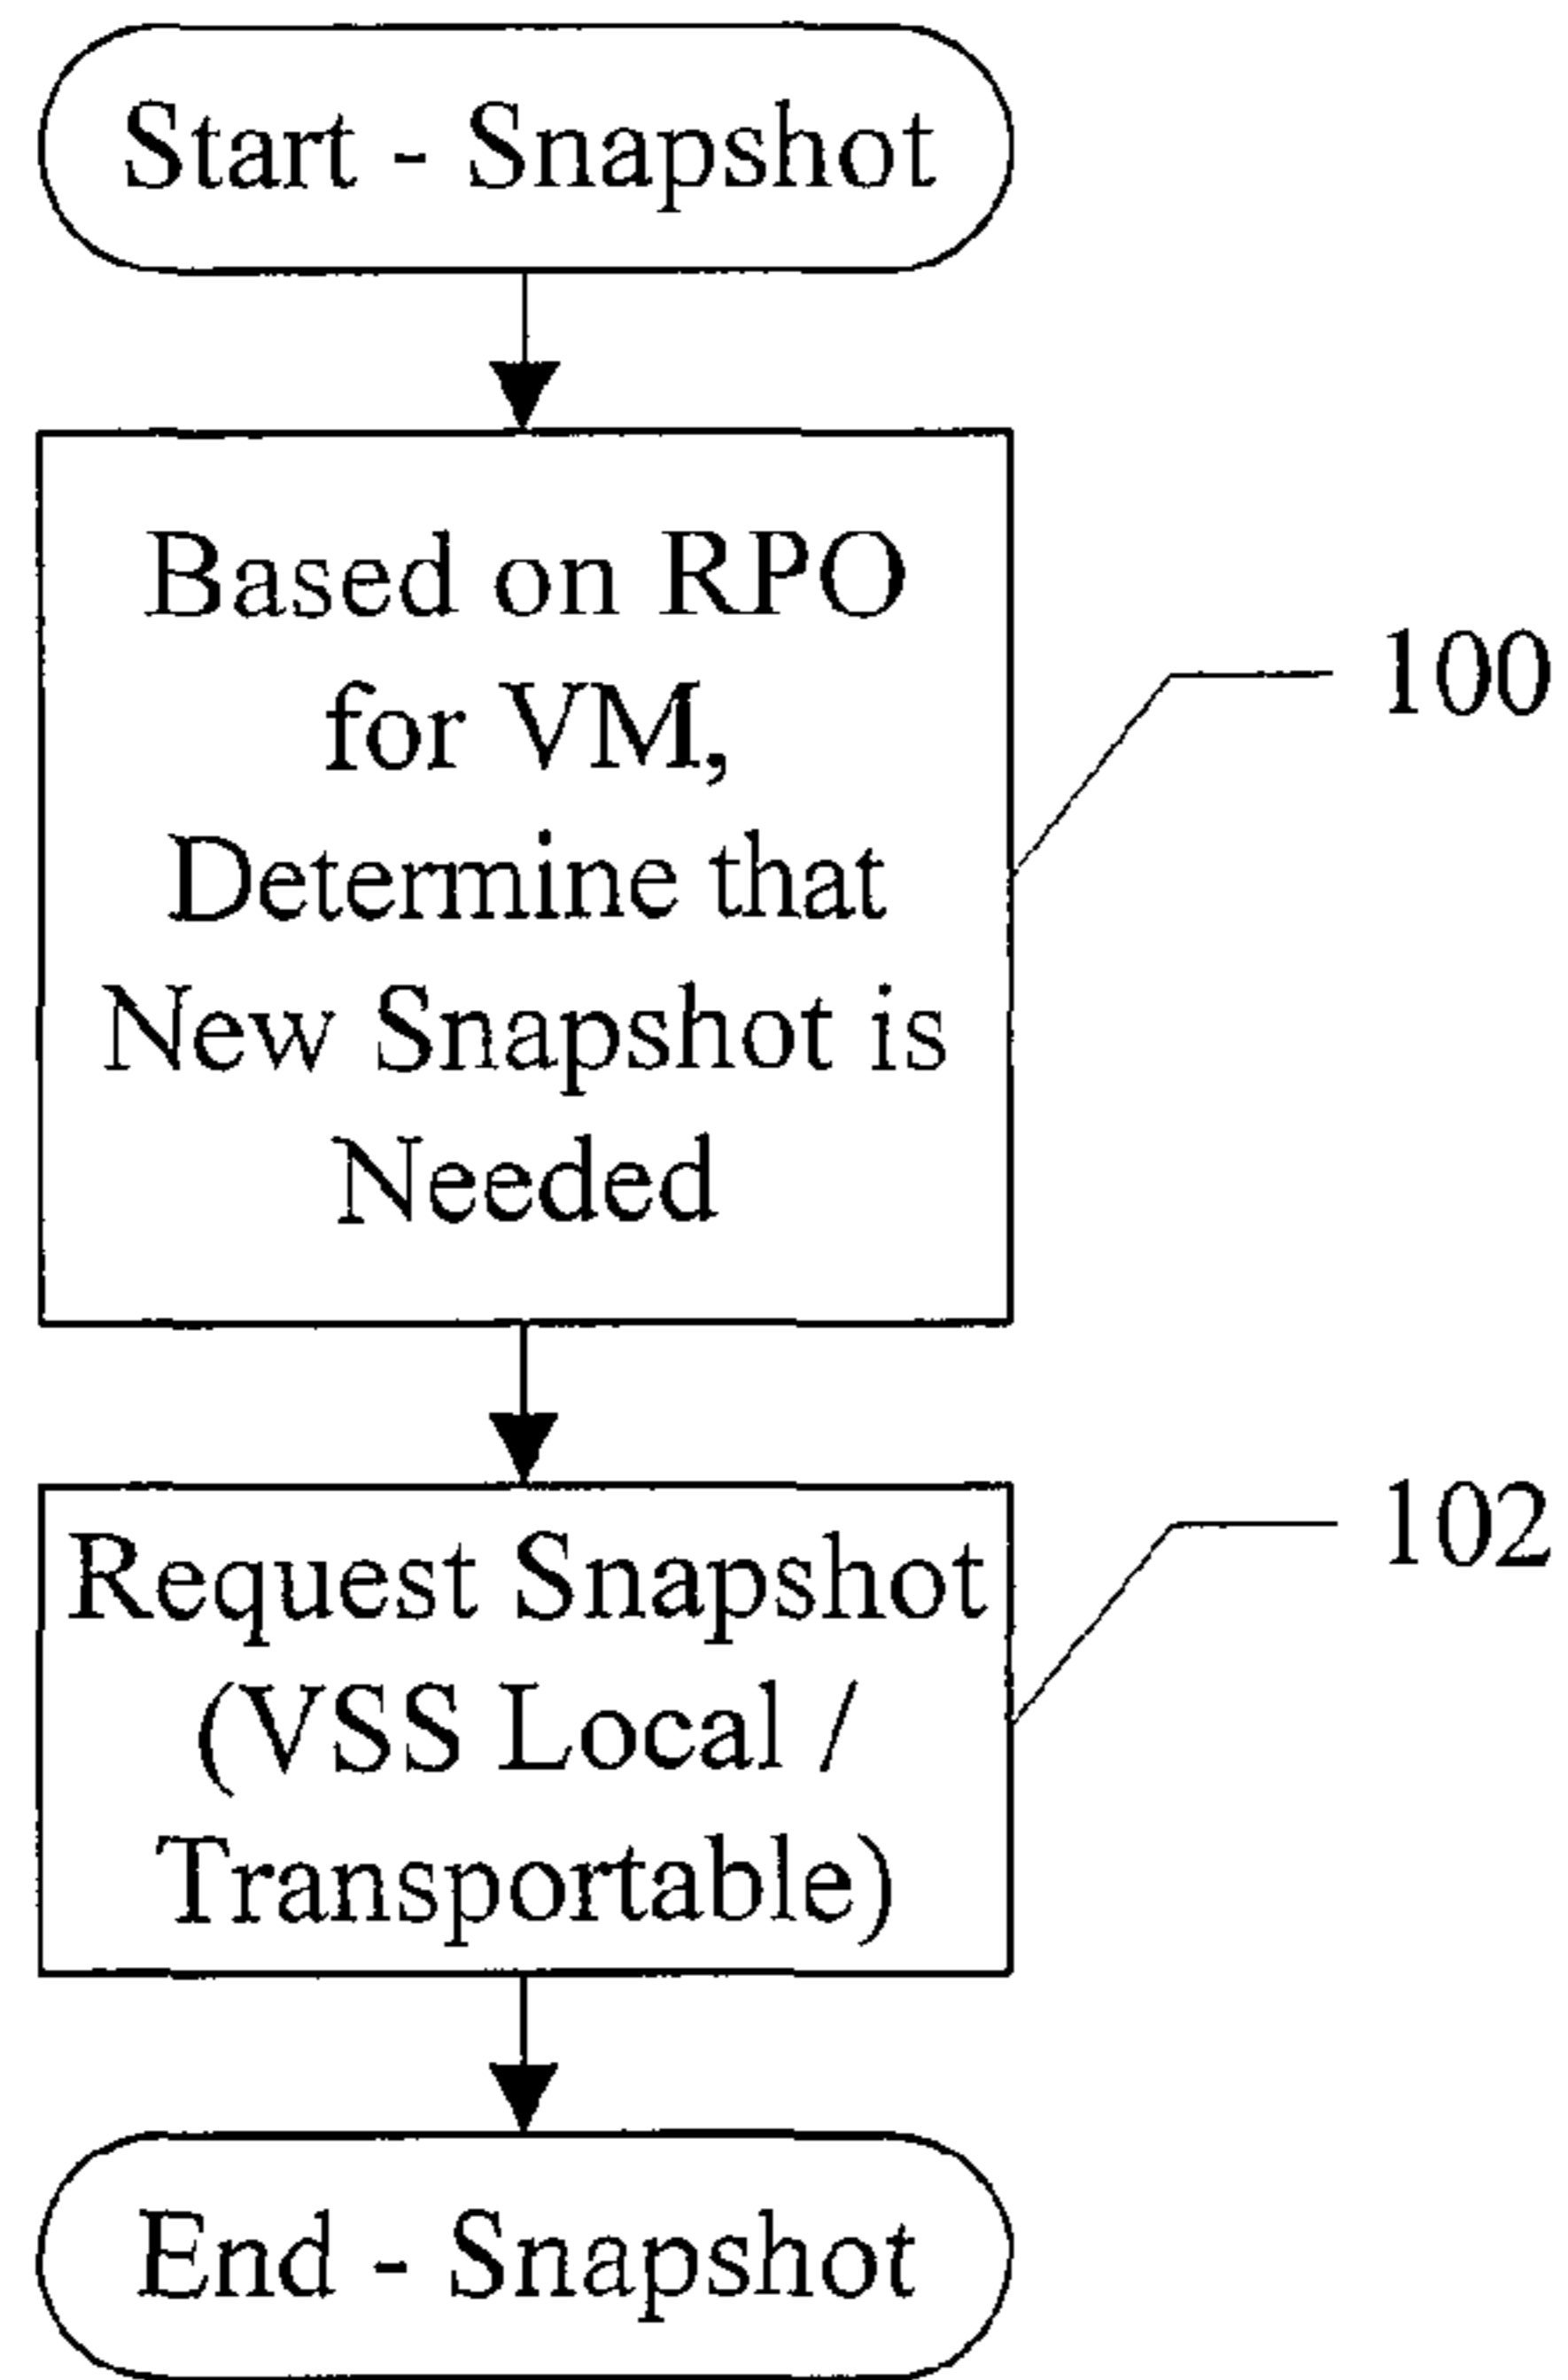 Start - Snapshot
Based on RPO
for VM,
Determine that
New Snapshot is
Needed
100
Request Snapshot
(VSS Local /
Transportable)
102
End - Snapshot